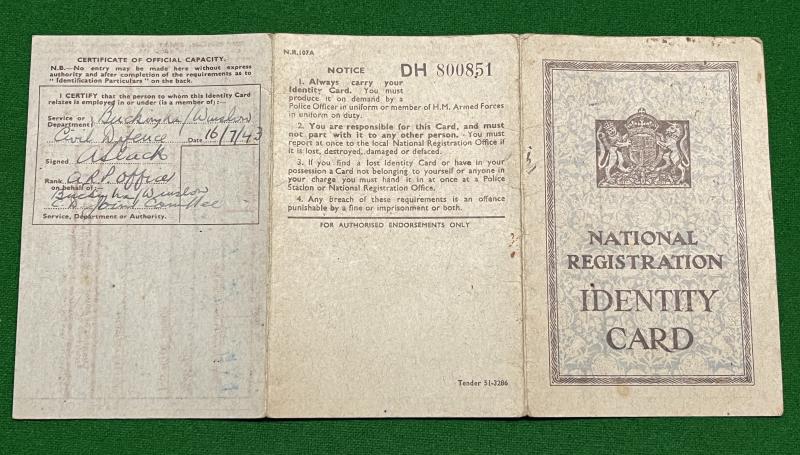 CERTIFICATE OF OFFICIAL CAPACITY.
N.B.—No entry may be made here without express
authority and after completion of the requirements as to
"Identification Particulars" on the back.
I CERTIFY that the person to whom this Identity Card
relates is employed in or under (is a member of) :—
Service or
Department } Buckingha/Winslow
Civil Defence Date 16/7/43
Signed
Rank A.R.P. Officer
on behalf of :—
Buckingha/Winslow
C.D. Joint Com'ttee
Service, Department or Authority.
N.R. 107A
NOTICE DH 800851
1. Always carry your
Identity Card. You must
produce it on demand by a
Police Officer in uniform or member of H.M. Armed Forces
in uniform on duty.
2. You are responsible for this Card, and must
not part with it to any other person. You must
report at once to the local National Registration Office if
it is lost, destroyed, damaged or defaced.
3. If you find a lost Identity Card or have in your
possession a Card not belonging to yourself or anyone in
your charge you must hand it in at once at a Police
Station or National Registration Office.
4. Any Breach of these requirements is an offence
punishable by a fine or imprisonment or both.
FOR AUTHORISED ENDORSEMENTS ONLY
Tender 51-3286
NATIONAL
REGISTRATION
IDENTITY
CARD